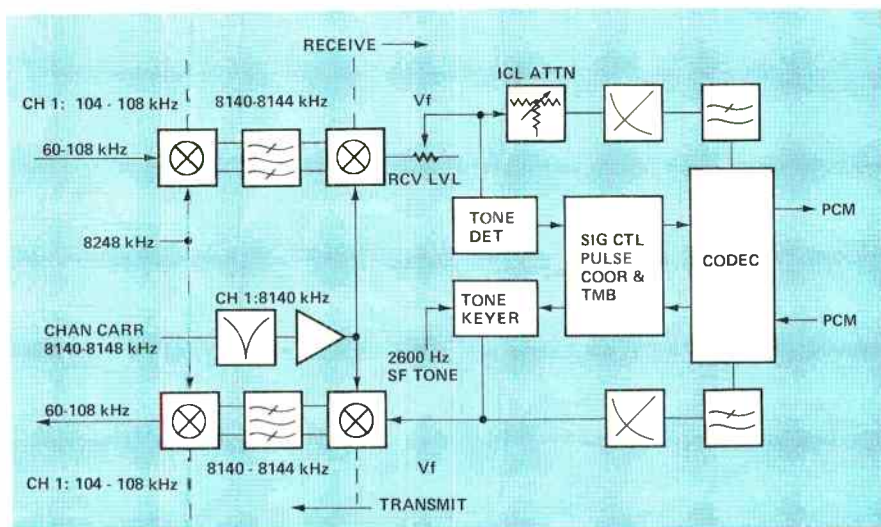 RECEIVE
ICL ATTN
CH 1: 104 - 108 kHz
8140-8144 kHz
Vf
60-108 kHz
RCV LVL
8248 kHz
TONE
DET
SIG CTL
PULSE
COOR &
TMB
CODEC
PCM
CH 1:8140 kHz
TONE
KEYER
CHAN CARR
8140-8148 kHz
2600 Hz
SF TONE
PCM
60-108 kHz
8140 - 8144 kHz
Vf
CH 1: 104 - 108 kHz
TRANSMIT